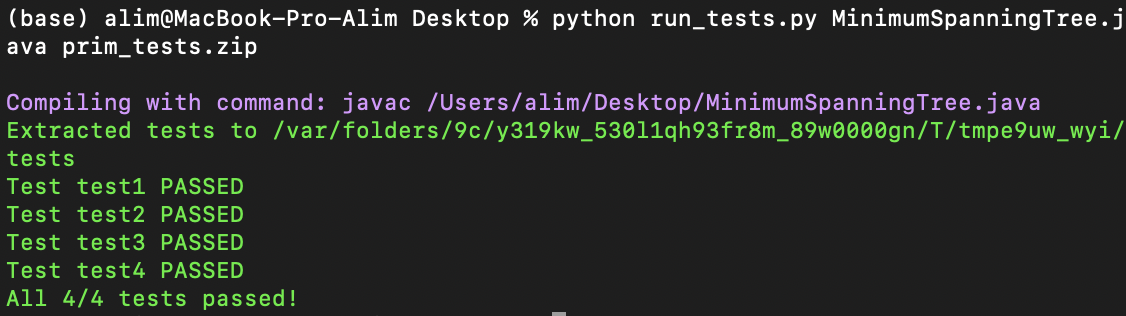 (base) alim@MacBook-Pro-Alim Desktop % python run_tests.py MinimumSpanningTree.j
ava prim_tests.zip
Compiling with command: javac /Users/alim/Desktop/MinimumSpanningTree.java
Extracted tests to /var/folders/9c/y319kw_530l1qh93fr8m_89w0000gn/T/tmpe9uw_wyi/
tests
Test test1 PASSED
Test test2 PASSED
Test test3 PASSED
Test test4 PASSED
All 4/4 tests passed!